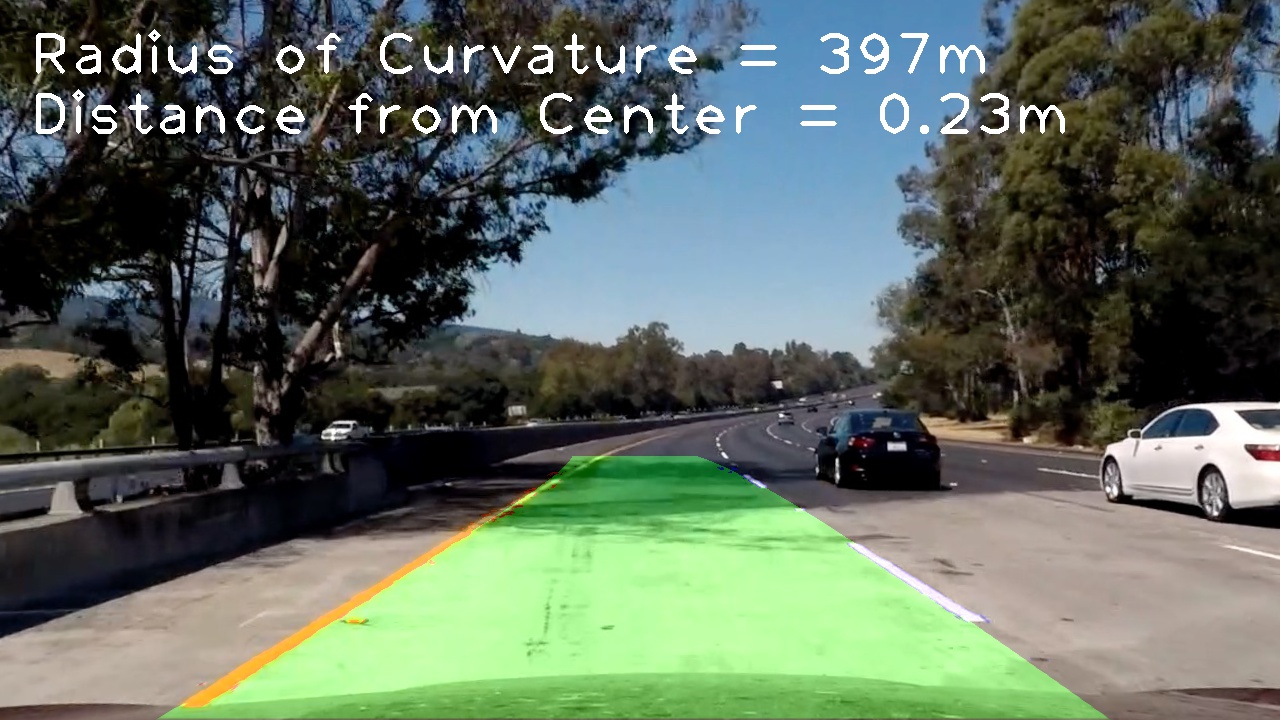 Radius of Curvature = 397m
Distance from Center = 0.23m